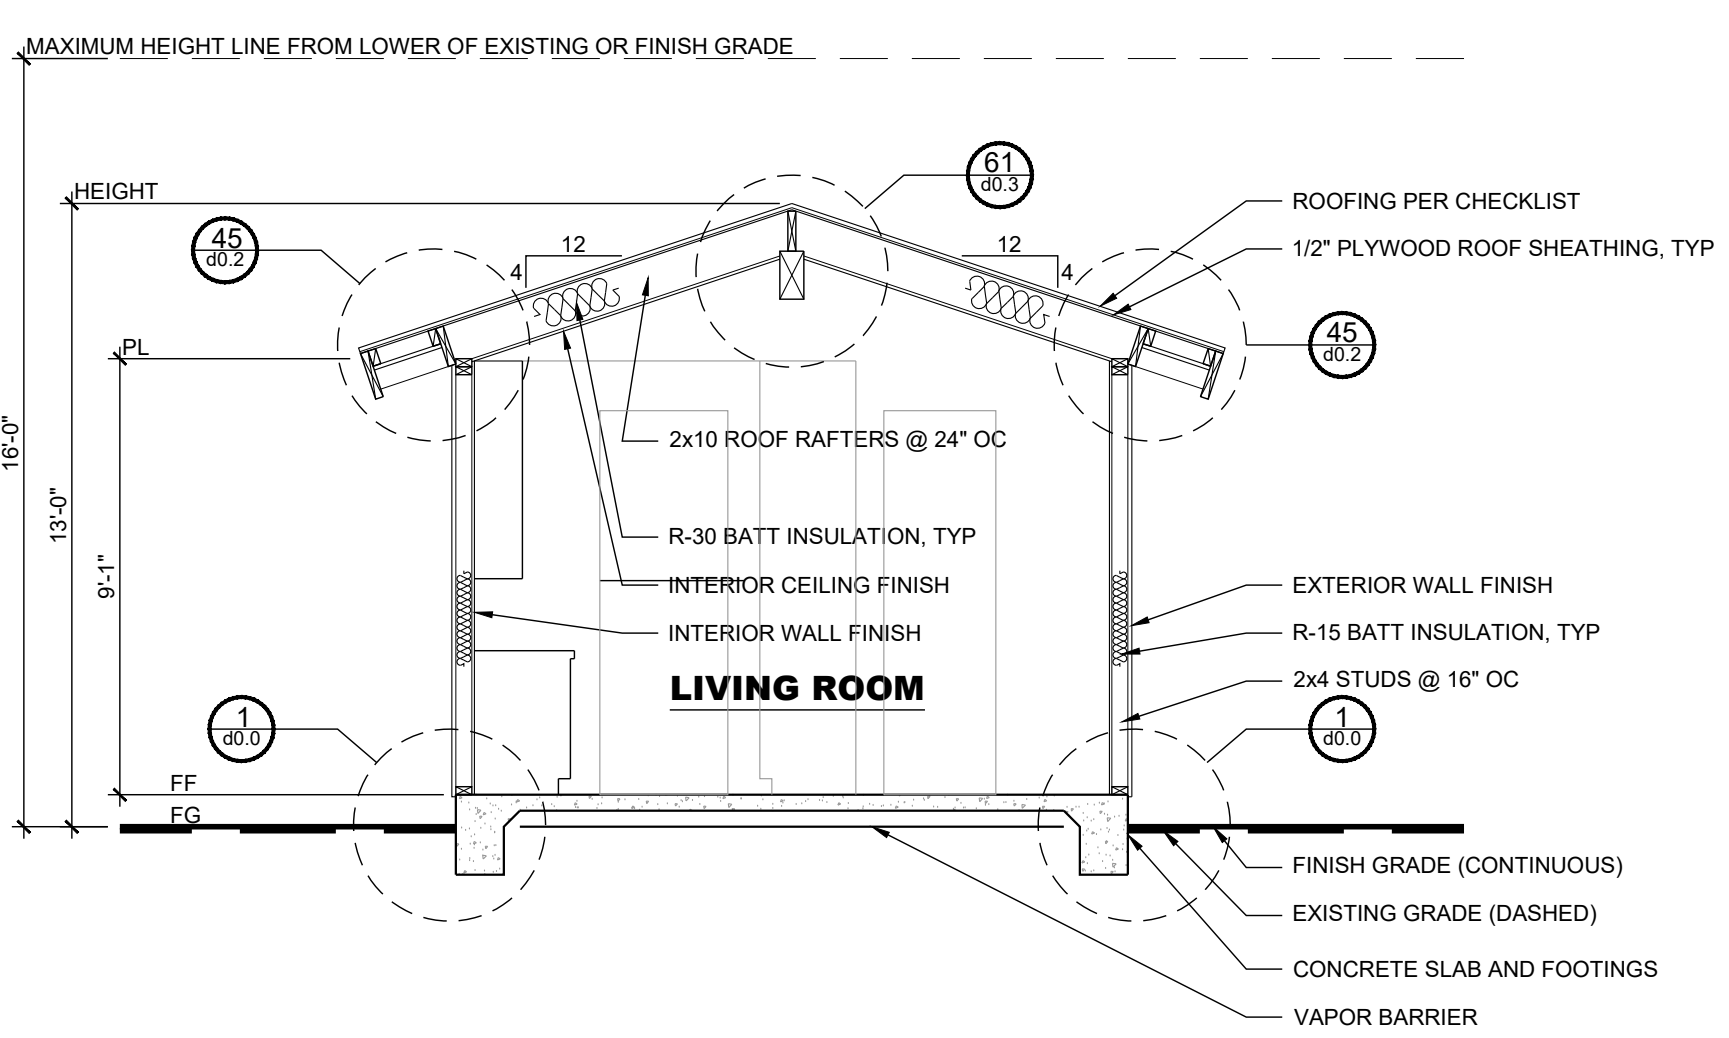 MAXIMUM HEIGHT LINE FROM LOWER OF EXISTING OR FINISH GRADE
61
d0.3
HEIGHT
ROOFING PER CHECKLIST
45
d0.2
12
12
1/2" PLYWOOD ROOF SHEATHING, TYP
4
4
45
d0.2
PL
16'-0"
2x10 ROOF RAFTERS @ 24" OC
13'-0"
R-30 BATT INSULATION, TYP
9'-1"
INTERIOR CEILING FINISH
EXTERIOR WALL FINISH
INTERIOR WALL FINISH
R-15 BATT INSULATION, TYP
LIVING ROOM
2x4 STUDS @ 16" OC
1
d0.0
1
d0.0
FF
FG
FINISH GRADE (CONTINUOUS)
EXISTING GRADE (DASHED)
CONCRETE SLAB AND FOOTINGS
VAPOR BARRIER